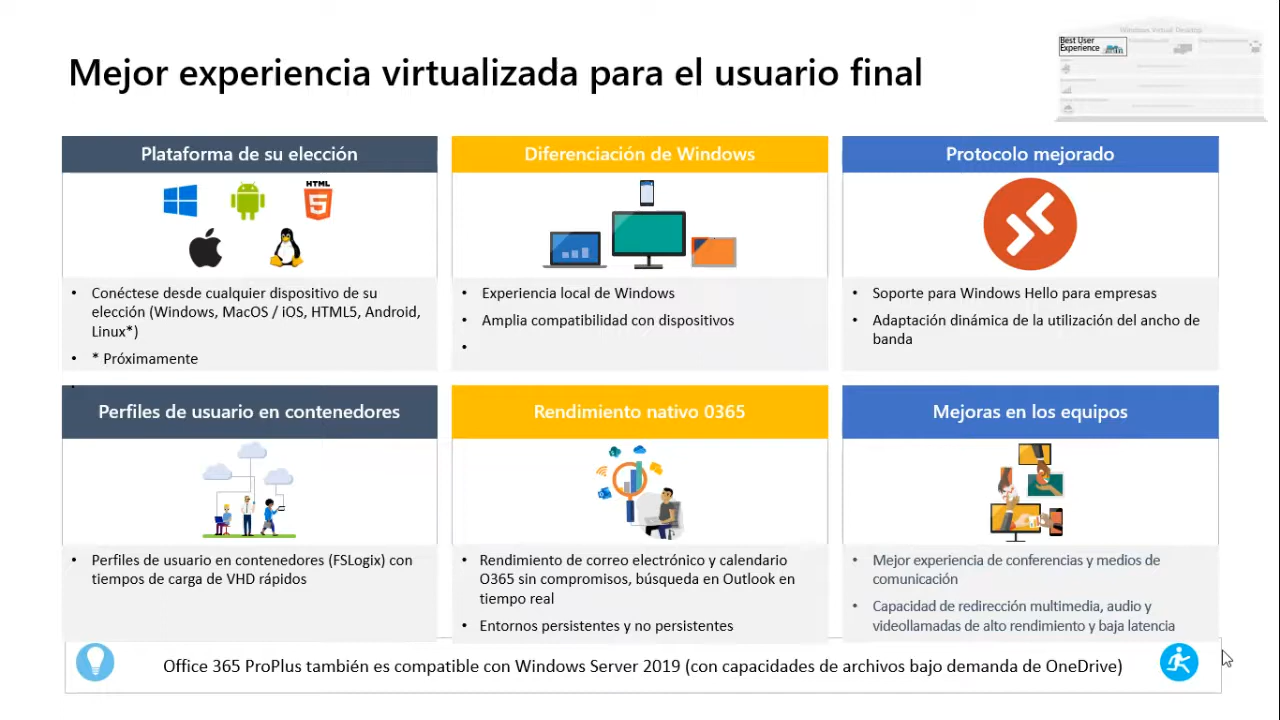 Windows Virtual Desktop
Best User
Experience
Mejor experiencia virtualizada para el usuario final
Plataforma de su elección
HTML
5
• Conéctese desde cualquier dispositivo de su
elección (Windows, MacOS / iOS, HTML5, Android,
Linux*)
• * Próximamente
•
Diferenciación de Windows
• Experiencia local de Windows
• Amplia compatibilidad con dispositivos
•
Protocolo mejorado
• Soporte para Windows Hello para empresas
• Adaptación dinámica de la utilización del ancho de
banda
Perfiles de usuario en contenedores
• Perfiles de usuario en contenedores (FSLogix) con
tiempos de carga de VHD rápidos
Rendimiento nativo 0365
• Rendimiento de correo electrónico y calendario
O365 sin compromisos, búsqueda en Outlook en
tiempo real
• Entornos persistentes y no persistentes
Mejoras en los equipos
• Mejor experiencia de conferencias y medios de
comunicación
• Capacidad de redirección multimedia, audio y
videollamadas de alto rendimiento y baja latencia
Office 365 ProPlus también es compatible con Windows Server 2019 (con capacidades de archivos bajo demanda de OneDrive)